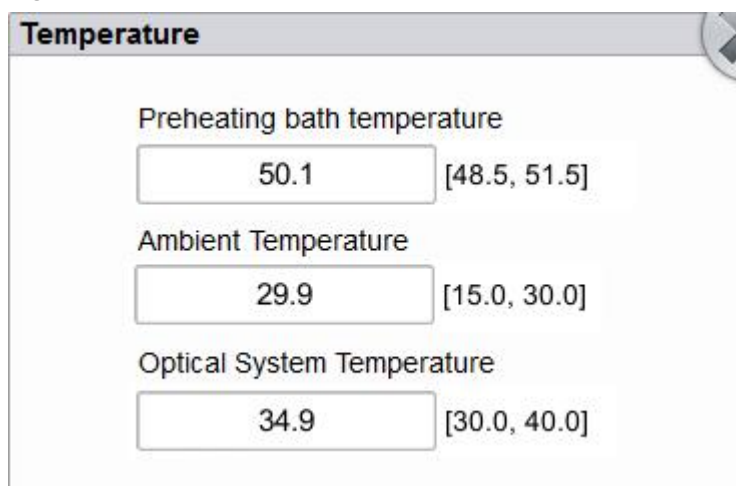 Temperature
Preheating bath temperature
50.1 [48.5, 51.5]
Ambient Temperature
29.9 [15.0, 30.0]
Optical System Temperature
34.9 [30.0, 40.0]